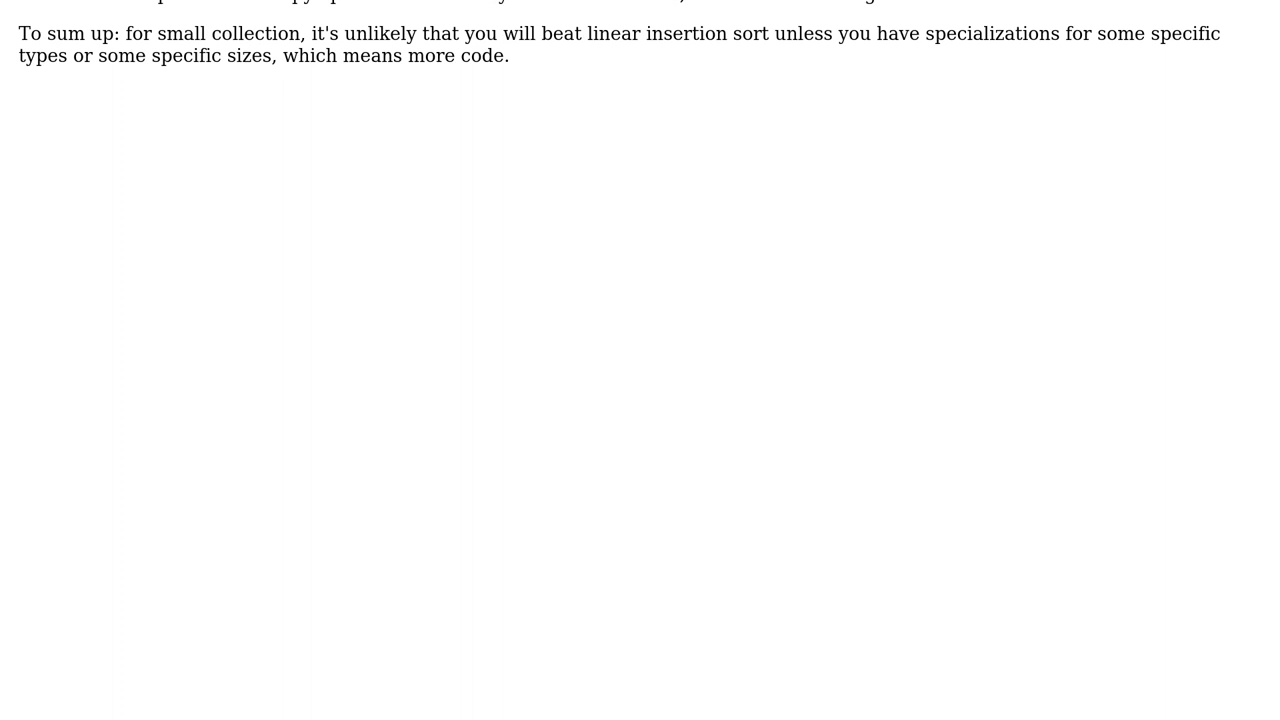 To sum up: for small collection, it's unlikely that you will beat linear insertion sort unless you have specializations for some specific
types or some specific sizes, which means more code.